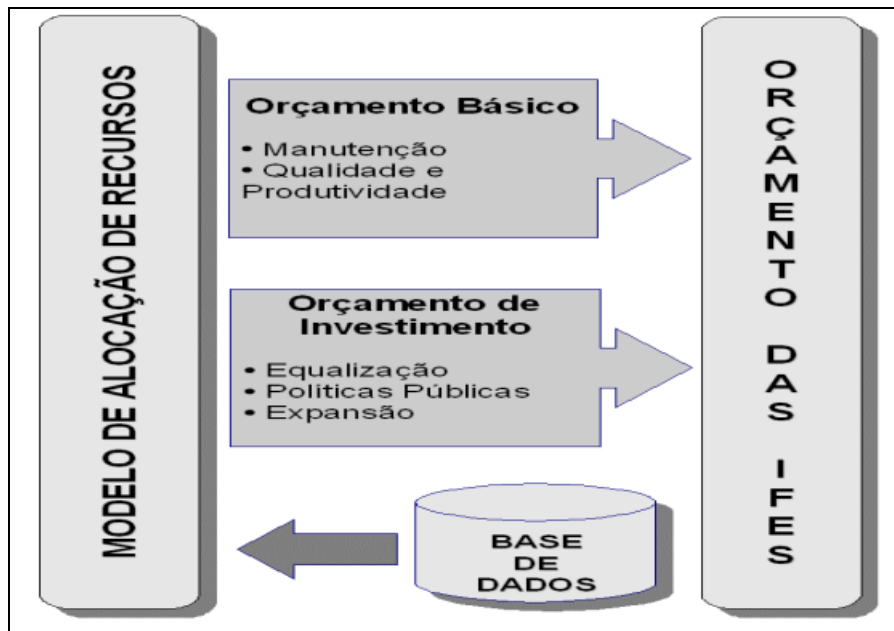 MODELO DE ALOCAÇÃO DE RECURSOS
Orçamento Básico
• Manutenção
• Qualidade e
Produtividade
Orçamento de
Investimento
• Equalização
• Políticas Públicas
• Expansão
BASE
DE
DADOS
ORÇAMENTO DAS IFES